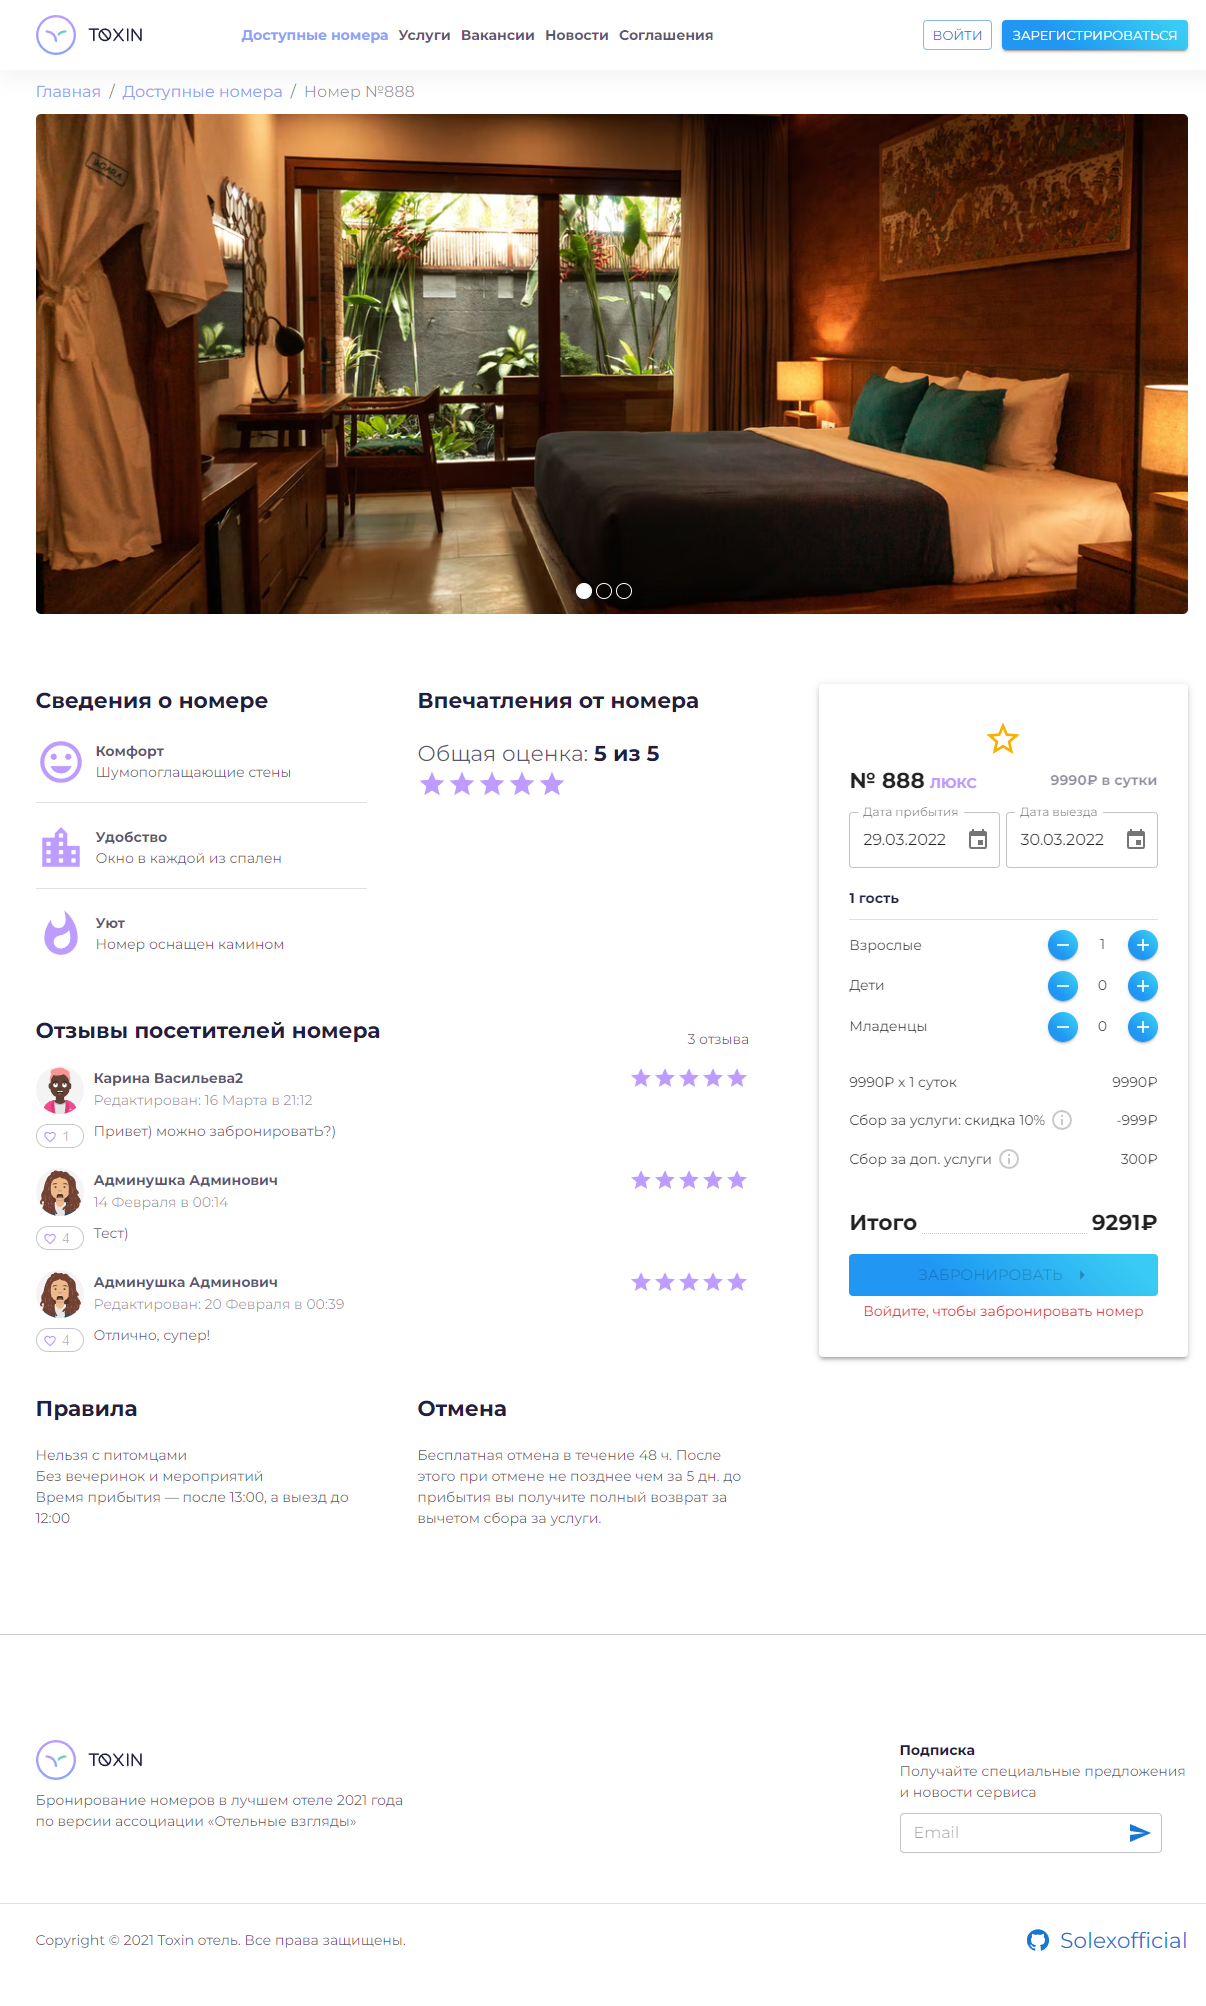 TOXIN
Доступные номера Услуги Вакансии Новости Соглашения
ВОЙТИ ЗАРЕГИСТРИРОВАТЬСЯ
Главная / Доступные номера / Номер №888
Сведения о номере
Комфорт
Шумопоглащающие стены
Удобство
Окно в каждой из спален
Уют
Номер оснащен камином
Впечатления от номера
Общая оценка: 5 из 5
Отзывы посетителей номера
3 отзыва
Карина Васильева2
Редактирован: 16 Марта в 21:12
1 Привет) можно забронироватЬ?)
Админушка Админович
14 Февраля в 00:14
4 Тест)
Админушка Админович
Редактирован: 20 Февраля в 00:39
4 Отлично, супер!
№ 888 ЛЮКС 9990₽ в сутки
Дата прибытия Дата выезда
29.03.2022 30.03.2022
1 гость
Взрослые 1
Дети 0
Младенцы 0
9990₽ x 1 суток 9990₽
Сбор за услуги: скидка 10% -999₽
Сбор за доп. услуги 300₽
Итого 9291₽
ЗАБРОНИРОВАТЬ
Войдите, чтобы забронировать номер
Правила
Нельзя с питомцами
Без вечеринок и мероприятий
Время прибытия — после 13:00, а выезд до
12:00
Отмена
Бесплатная отмена в течение 48 ч. После
этого при отмене не позднее чем за 5 дн. до
прибытия вы получите полный возврат за
вычетом сбора за услуги.
TOXIN
Бронирование номеров в лучшем отеле 2021 года
по версии ассоциации «Отельные взгляды»
Подписка
Получайте специальные предложения
и новости сервиса
Email
Copyright © 2021 Toxin отель. Все права защищены.
Solexofficial